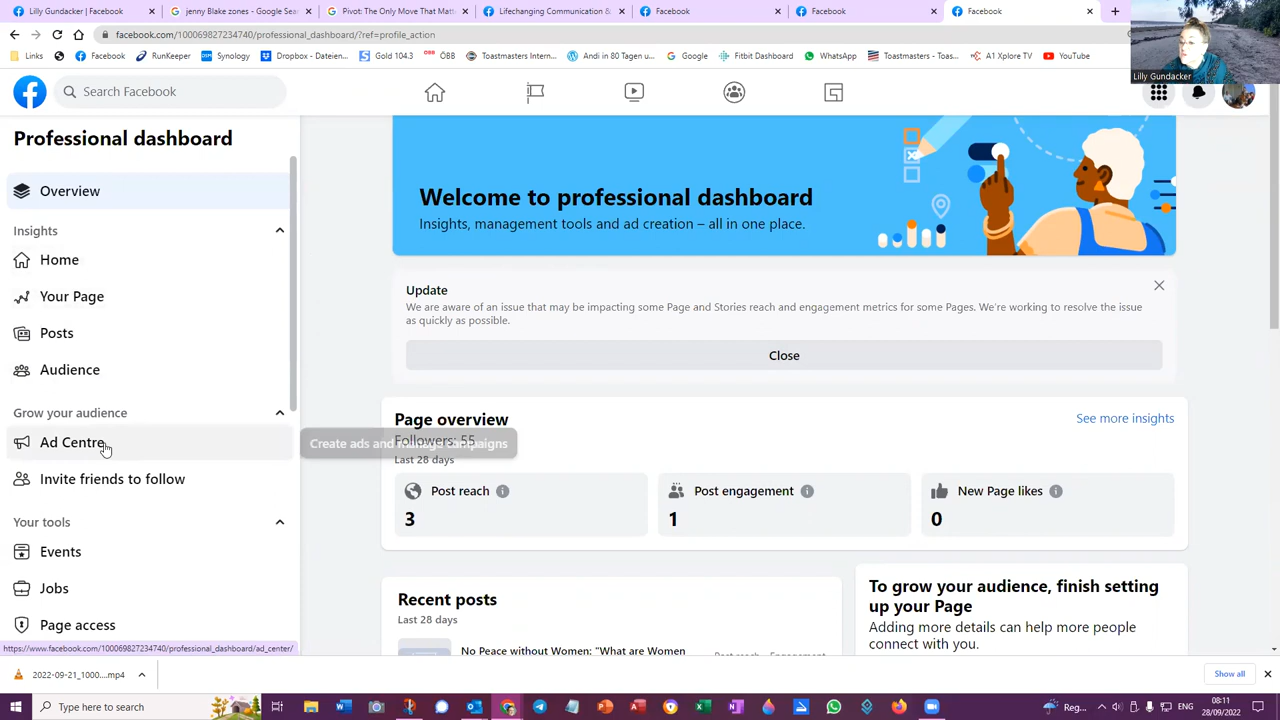 Lilly Gundacker | Facebook
jenny Blake zones - Google Sear
Pivot: The Only Move That Matt
Lifechanging Communication &
Facebook
Facebook
Facebook
facebook.com/100069827234740/professional_dashboard/?ref=profile_action
Links
Facebook
RunKeeper
Synology
Dropbox - Dateien...
Gold 104.3
ÖBB
Toastmasters Intern...
Andi in 80 Tagen u...
Google
Fitbit Dashboard
WhatsApp
Toastmasters - Toas...
A1 Xplore TV
YouTube
Lilly Gundacker
Search Facebook
Professional dashboard
Overview
Insights
Home
Your Page
Posts
Audience
Grow your audience
Ad Centre
Invite friends to follow
Your tools
Events
Jobs
Page access
https://www.facebook.com/100069827234740/professional_dashboard/ad_center/
Create ads and manage campaigns
Welcome to professional dashboard
Insights, management tools and ad creation – all in one place.
Update
We are aware of an issue that may be impacting some Page and Stories reach and engagement metrics for some Pages. We're working to resolve the issue
as quickly as possible.
Close
Page overview
See more insights
Followers: 55
Last 28 days
Post reach
3
Post engagement
1
New Page likes
0
Recent posts
Last 28 days
No Peace without Women: "What are Women
Post reach
Engagement
To grow your audience, finish setting
up your Page
Adding more details can help more people
connect with you.
2022-09-21_1000....mp4
Show all
Type here to search
Reg...
08:11
28/09/2022